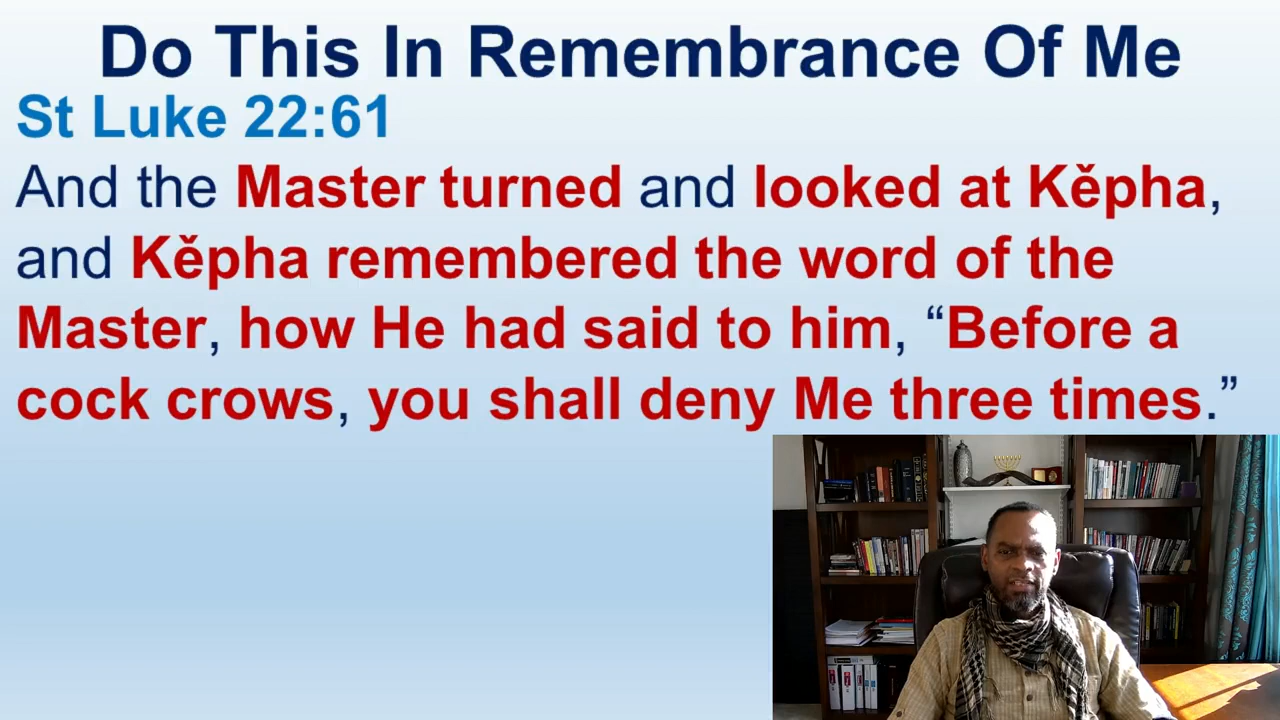 Do This In Remembrance Of Me
St Luke 22:61
And the Master turned and looked at Kěpha,
and Kěpha remembered the word of the
Master, how He had said to him, “Before a
cock crows, you shall deny Me three times.”